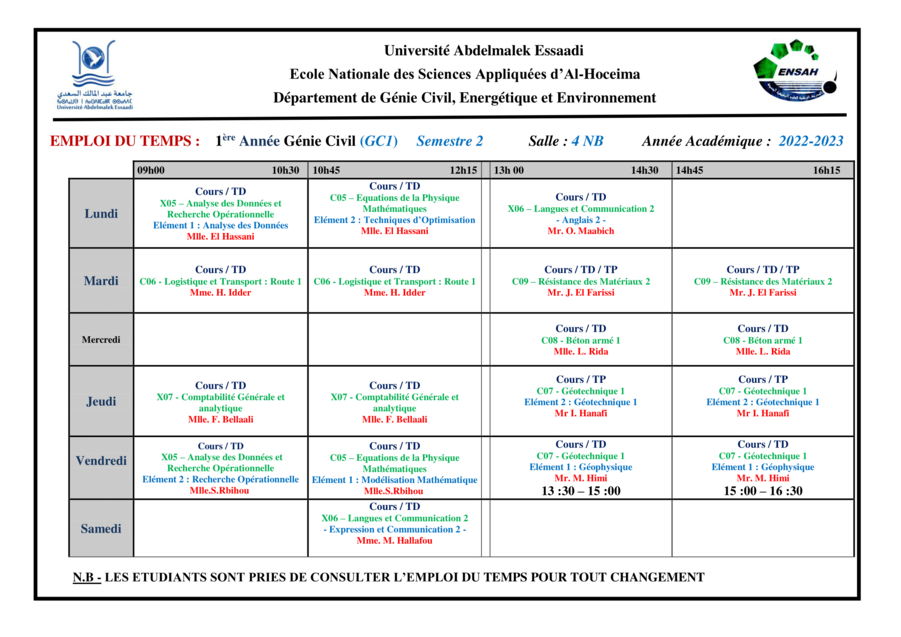 Université Abdelmalek Essaadi
Ecole Nationale des Sciences Appliquées d'Al-Hoceima
Département de Génie Civil, Energétique et Environnement
جامعة عبد المالك السعدي
Université Abdelmalek Essaadi
ENSAH
EMPLOI DU TEMPS : 1ère Année Génie Civil (GC1) Semestre 2 Salle : 4 NB Année Académique : 2022-2023
09h00 10h30 10h45 12h15 13h 00 14h30 14h45 16h15
Lundi
Cours / TD
X05 – Analyse des Données et
Recherche Opérationnelle
Elément 1 : Analyse des Données
Mlle. El Hassani
Cours / TD
C05 – Equations de la Physique
Mathématiques
Elément 2 : Techniques d'Optimisation
Mlle. El Hassani
Cours / TD
X06 – Langues et Communication 2
- Anglais 2 -
Mr. O. Maabich
Mardi
Cours / TD
C06 - Logistique et Transport : Route 1
Mme. H. Idder
Cours / TD
C06 - Logistique et Transport : Route 1
Mme. H. Idder
Cours / TD / TP
C09 – Résistance des Matériaux 2
Mr. J. El Farissi
Cours / TD / TP
C09 – Résistance des Matériaux 2
Mr. J. El Farissi
Mercredi
Cours / TD
C08 - Béton armé 1
Mlle. L. Rida
Cours / TD
C08 - Béton armé 1
Mlle. L. Rida
Jeudi
Cours / TD
X07 - Comptabilité Générale et
analytique
Mlle. F. Bellaali
Cours / TD
X07 - Comptabilité Générale et
analytique
Mlle. F. Bellaali
Cours / TP
C07 - Géotechnique 1
Elément 2 : Géotechnique 1
Mr I. Hanafi
Cours / TP
C07 - Géotechnique 1
Elément 2 : Géotechnique 1
Mr I. Hanafi
Vendredi
Cours / TD
X05 – Analyse des Données et
Recherche Opérationnelle
Elément 2 : Recherche Opérationnelle
Mlle.S.Rbihou
Cours / TD
C05 – Equations de la Physique
Mathématiques
Elément 1 : Modélisation Mathématique
Mlle.S.Rbihou
Cours / TD
C07 - Géotechnique 1
Elément 1 : Géophysique
Mr. M. Himi
13 :30 – 15 :00
Cours / TD
C07 - Géotechnique 1
Elément 1 : Géophysique
Mr. M. Himi
15 :00 – 16 :30
Samedi
Cours / TD
X06 – Langues et Communication 2
- Expression et Communication 2 -
Mme. M. Hallafou
N.B - LES ETUDIANTS SONT PRIES DE CONSULTER L'EMPLOI DU TEMPS POUR TOUT CHANGEMENT